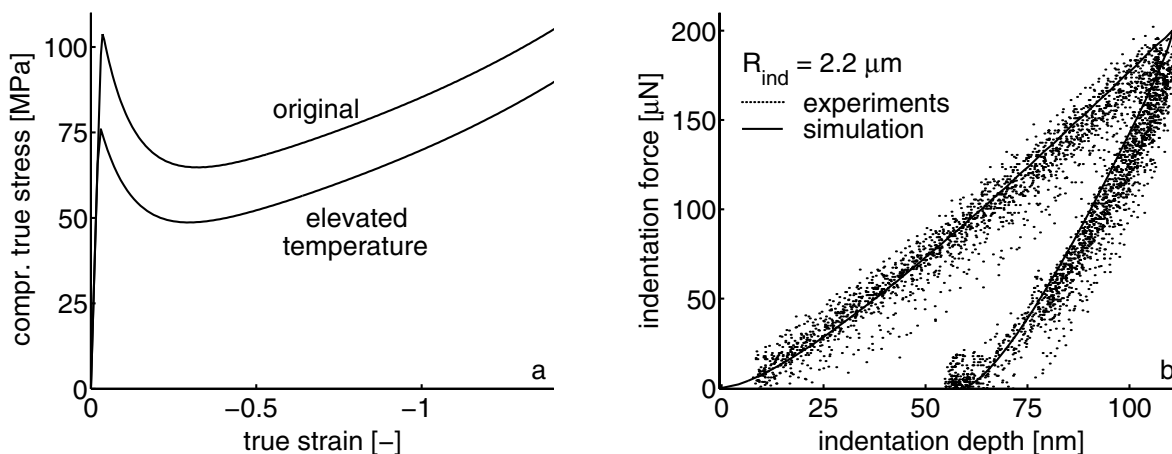 compr. true stress [MPa]
100
75
50
25
0
original
elevated
temperature
a
0
−0.5
−1
true strain [−]
indentation force [μN]
200
150
100
50
0
R_ind = 2.2 μm
experiments
simulation
b
0
25
50
75
100
indentation depth [nm]